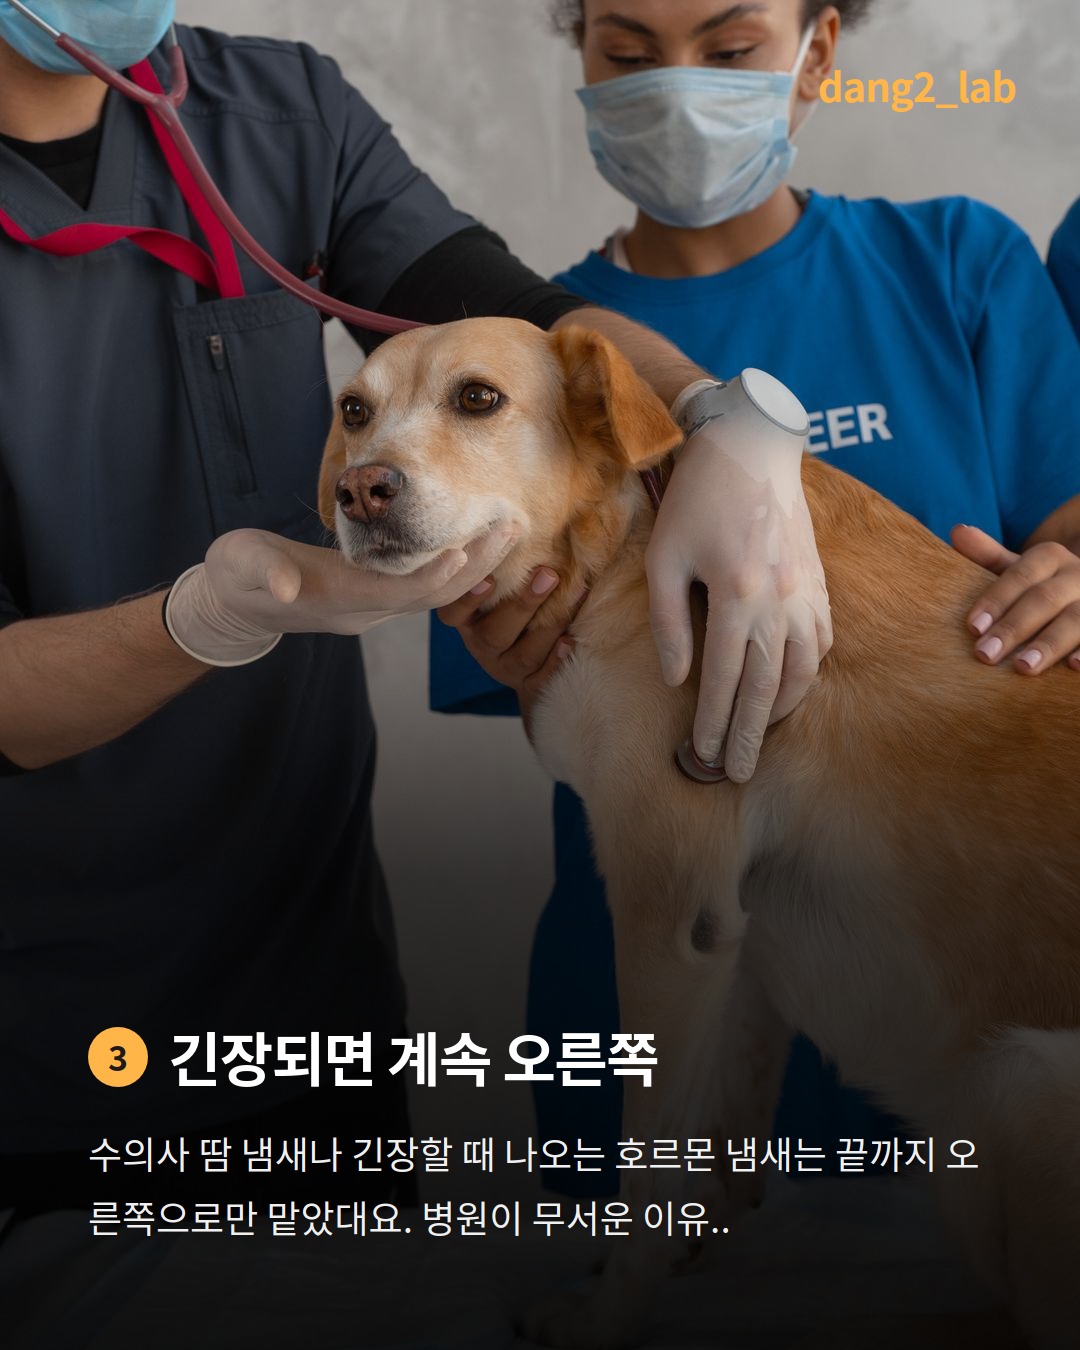 dang2_lab
EER
3 긴장되면 계속 오른쪽
수의사 땀 냄새나 긴장할 때 나오는 호르몬 냄새는 끝까지 오
른쪽으로만 맡았대요. 병원이 무서운 이유..